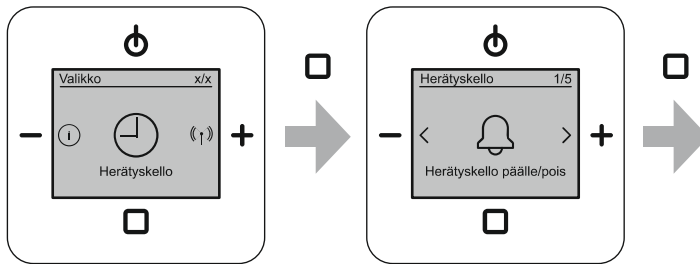 Valikko x/x
Herätyskello
Herätyskello 1/5
Herätyskello päälle/pois